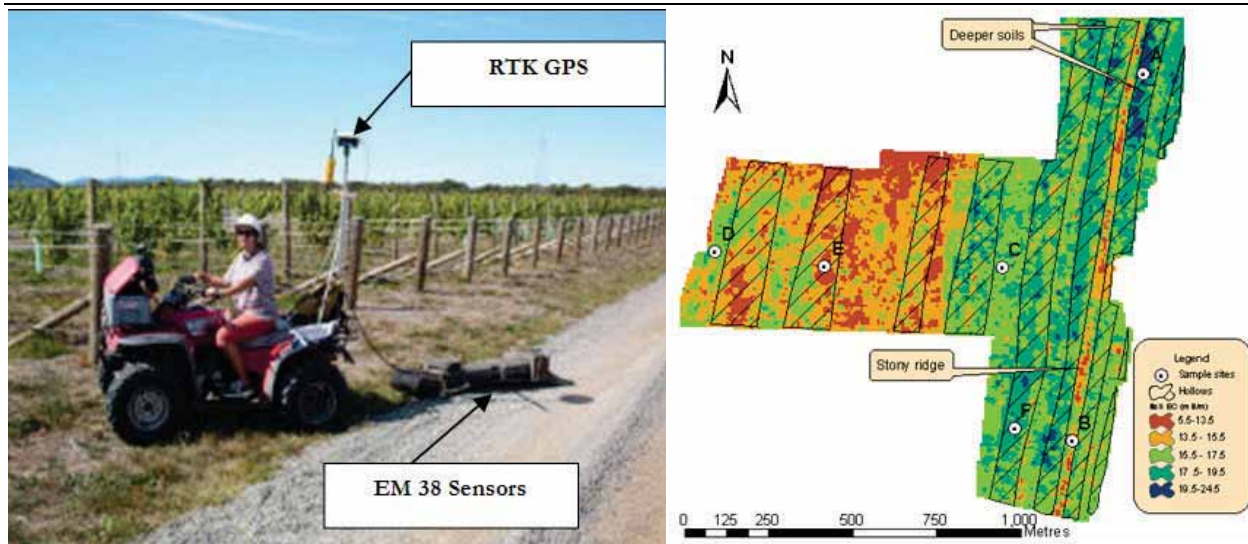 RTK GPS
EM 38 Sensors
Deeper soils
N
A
D
E
C
Stony ridge
F
B
Legend
Sample sites
Hollows
Soil EC (m S/m)
5.5-13.5
13.5 - 15.5
15.5 - 17.5
17.5- 19.5
19.5-24.5
0 125 250 500 750 1,000
Metres